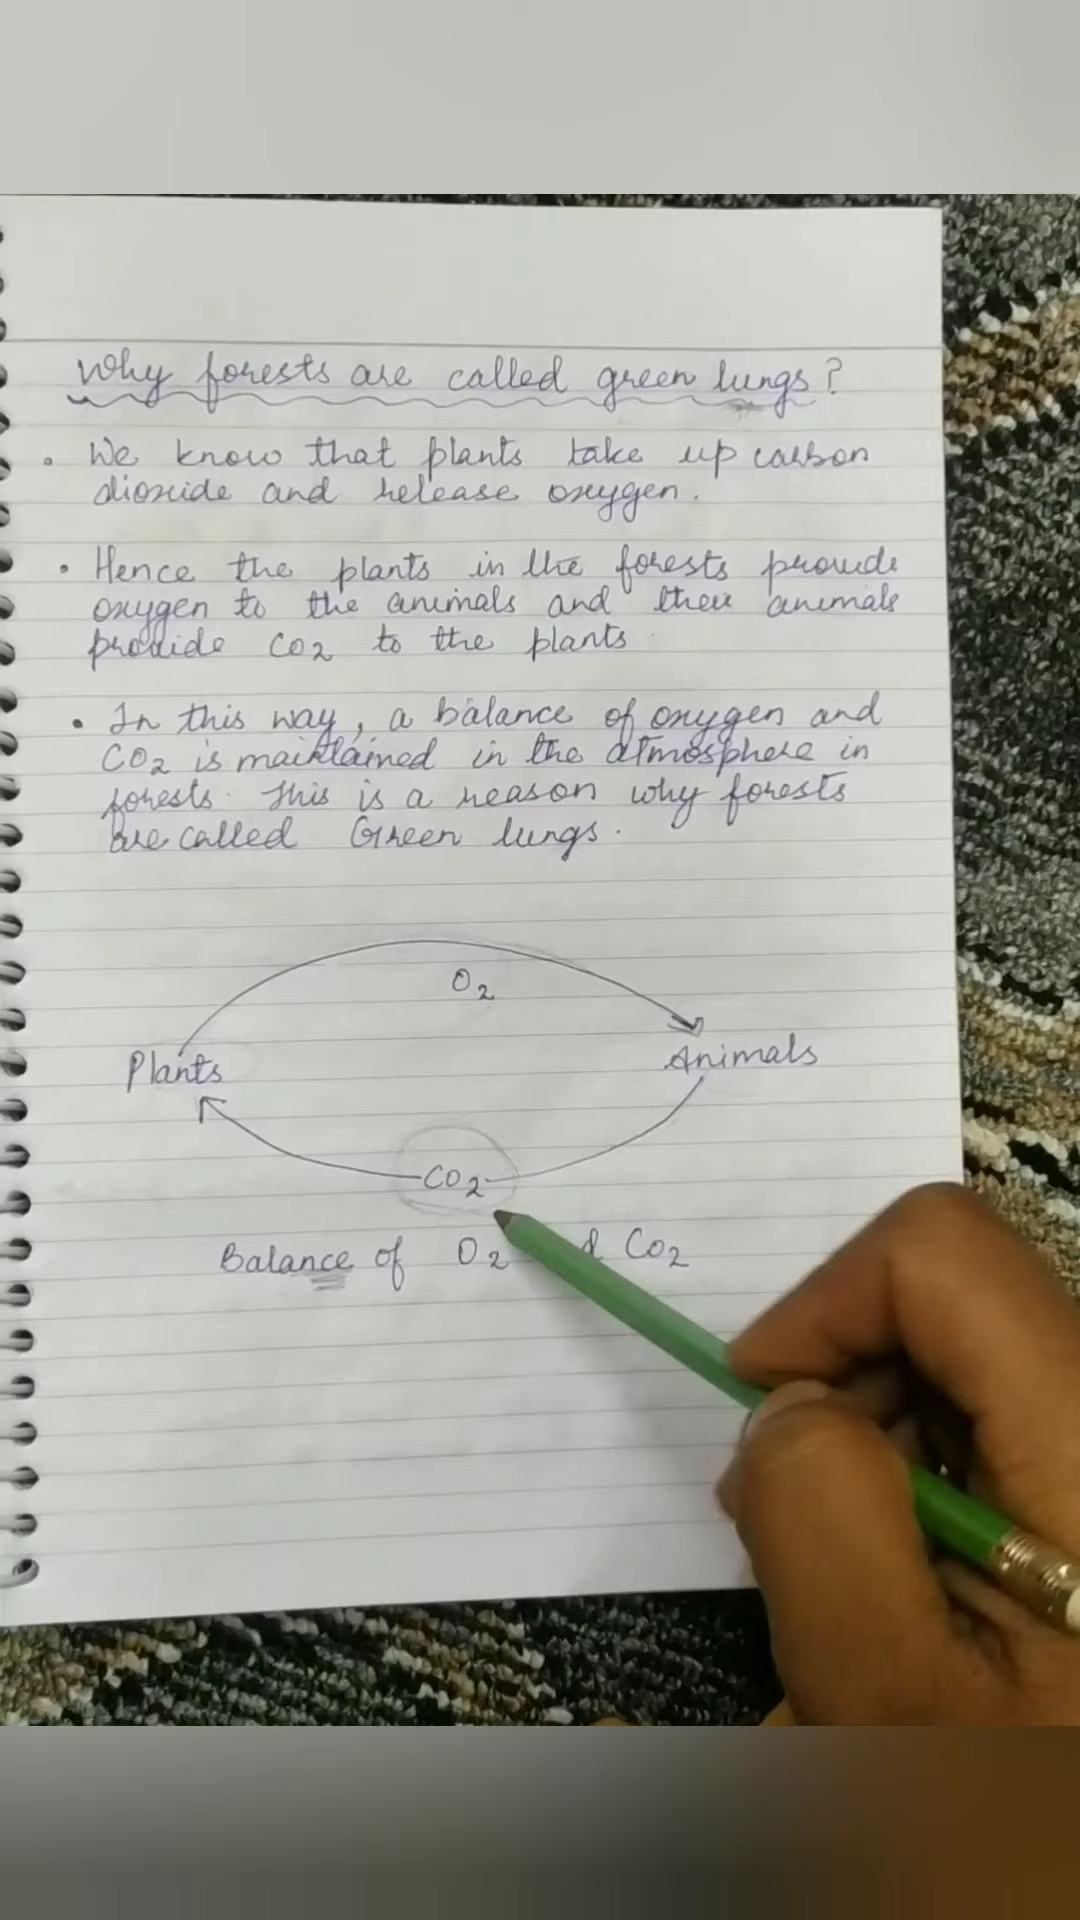 Why forests are called green lungs?
• We know that plants take up carbon
dioxide and release oxygen.
• Hence the plants in the forests provide
oxygen to the animals and their animals
provide CO2 to the plants.
• In this way, a balance of oxygen and
CO2 is maintained in the atmosphere in
forests. This is a reason why forests
are called Green lungs.
O2
Plants
Animals
CO2
Balance of O2 d CO2